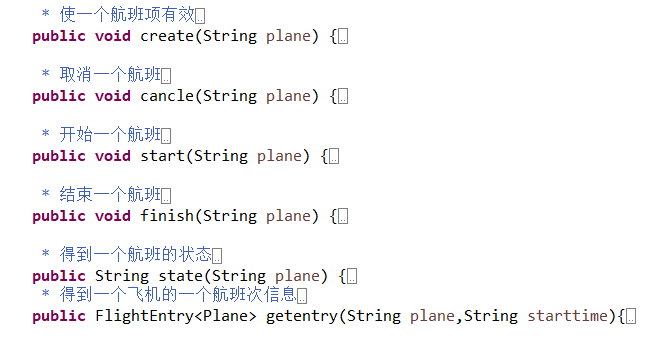 * 使一个航班项有效
public void create(String plane) {
* 取消一个航班
public void cancle(String plane) {
* 开始一个航班
public void start(String plane) {
* 结束一个航班
public void finish(String plane) {
* 得到一个航班的状态
public String state(String plane) {
* 得到一个飞机的一个航班次信息
public FlightEntry<Plane> getentry(String plane,String starttime){